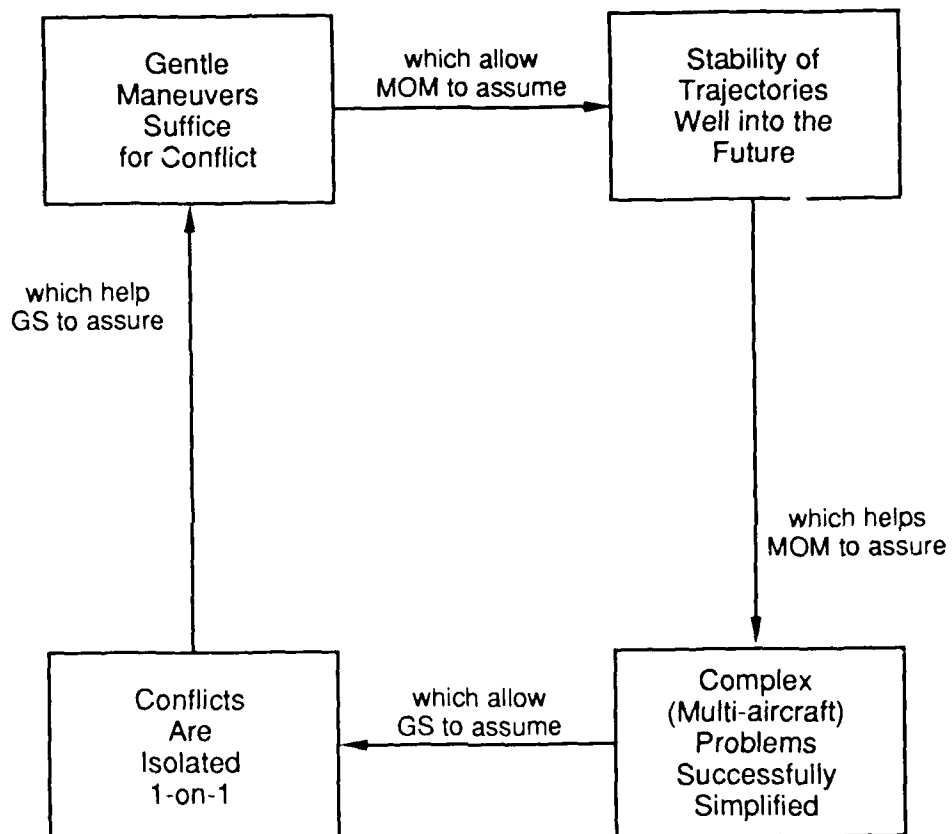 Gentle
Maneuvers
Suffice
for Conflict
which allow
MOM to assume
Stability of
Trajectories
Well into the
Future
which help
GS to assure
which helps
MOM to assure
Conflicts
Are
Isolated
1-on-1
which allow
GS to assume
Complex
(Multi-aircraft)
Problems
Successfully
Simplified